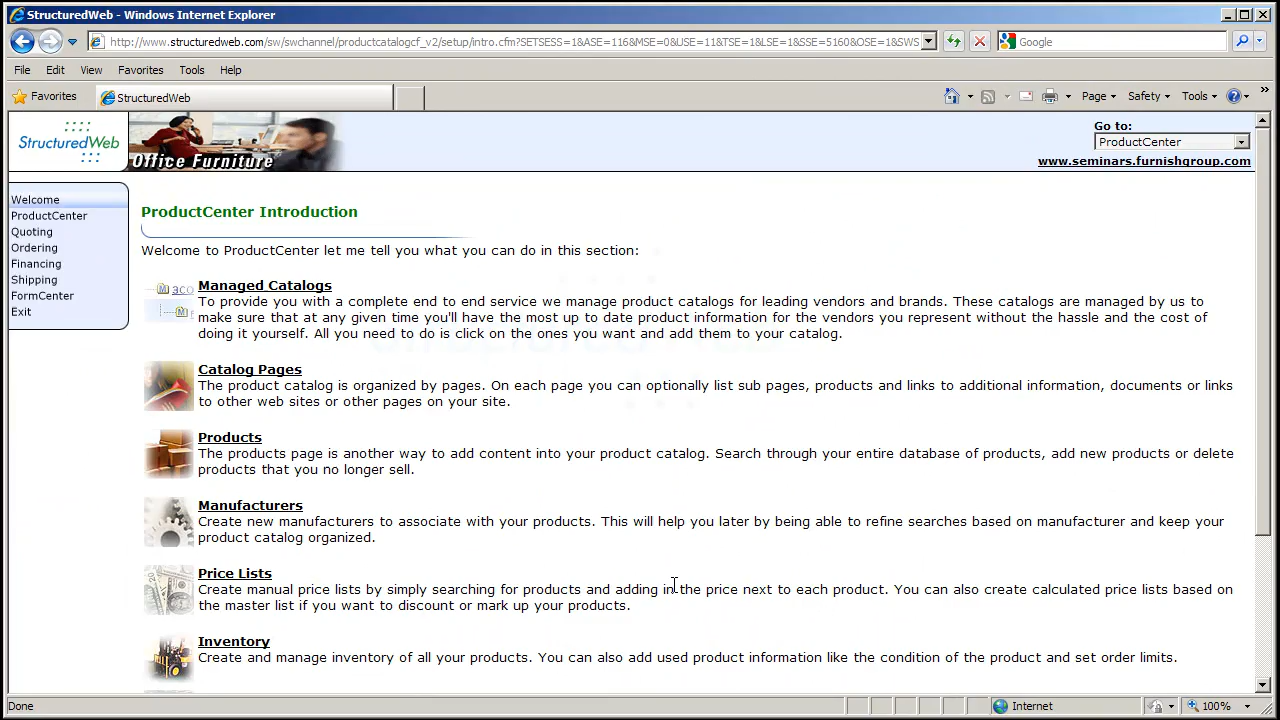 StructuredWeb - Windows Internet Explorer
http://www.structuredweb.com/sw/swchannel/productcatalogcf_v2/setup/intro.cfm?SETSESS=1&ASE=116&MSE=0&USE=11&TSE=1&LSE=1&SSE=5160&OSE=1&SWS
Google
File Edit View Favorites Tools Help
Favorites StructuredWeb Page Safety Tools
StructuredWeb
Office Furniture
Go to:
ProductCenter
www.seminars.furnishgroup.com
Welcome
ProductCenter
Quoting
Ordering
Financing
Shipping
FormCenter
Exit
ProductCenter Introduction
Welcome to ProductCenter let me tell you what you can do in this section:
Managed Catalogs
To provide you with a complete end to end service we manage product catalogs for leading vendors and brands. These catalogs are managed by us to
make sure that at any given time you'll have the most up to date product information for the vendors you represent without the hassle and the cost of
doing it yourself. All you need to do is click on the ones you want and add them to your catalog.
Catalog Pages
The product catalog is organized by pages. On each page you can optionally list sub pages, products and links to additional information, documents or links
to other web sites or other pages on your site.
Products
The products page is another way to add content into your product catalog. Search through your entire database of products, add new products or delete
products that you no longer sell.
Manufacturers
Create new manufacturers to associate with your products. This will help you later by being able to refine searches based on manufacturer and keep your
product catalog organized.
Price Lists
Create manual price lists by simply searching for products and adding in the price next to each product. You can also create calculated price lists based on
the master list if you want to discount or mark up your products.
Inventory
Create and manage inventory of all your products. You can also add used product information like the condition of the product and set order limits.
Done Internet 100%